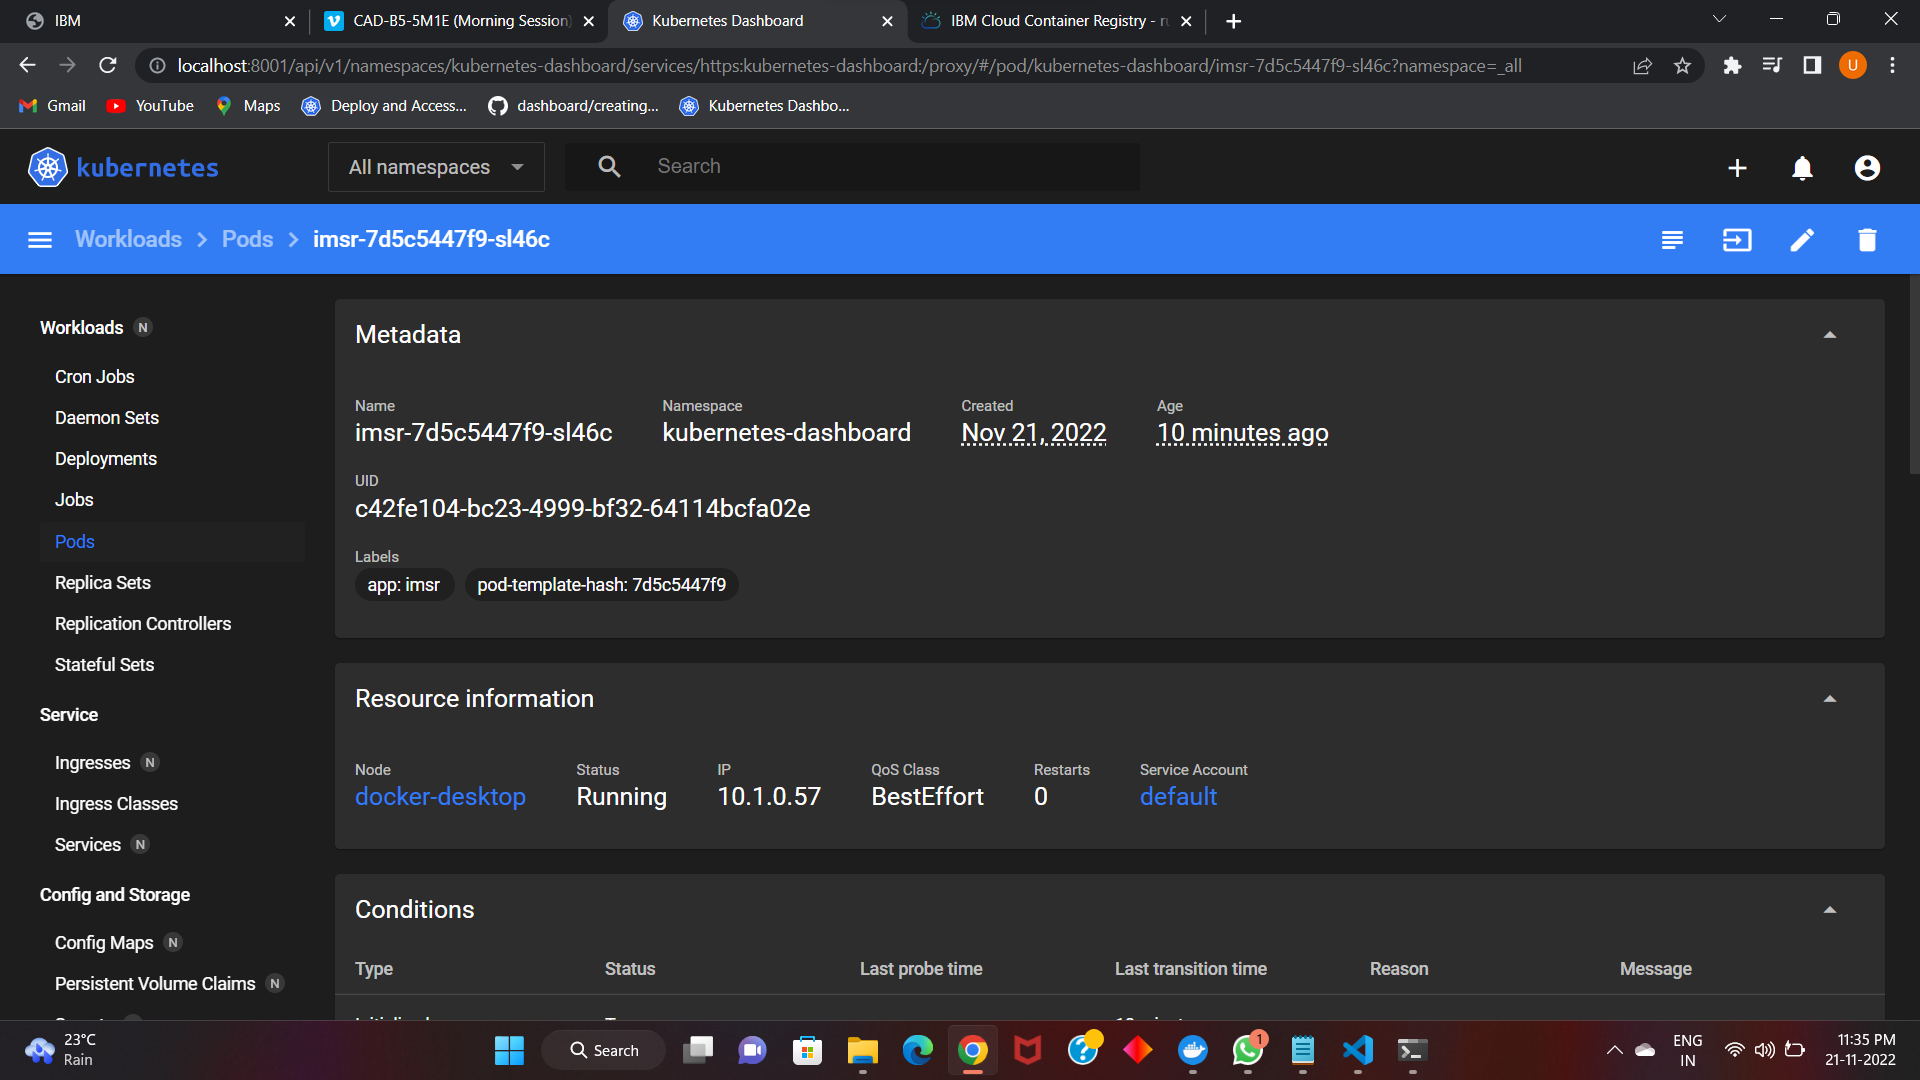 IBM
CAD-B5-5M1E (Morning Session)
Kubernetes Dashboard
IBM Cloud Container Registry -
localhost:8001/api/v1/namespaces/kubernetes-dashboard/services/https:kubernetes-dashboard:/proxy/#/pod/kubernetes-dashboard/imsr-7d5c5447f9-sl46c?namespace=_all
U
Gmail
YouTube
Maps
Deploy and Access...
dashboard/creating...
Kubernetes Dashbo...
kubernetes
All namespaces
Search
Workloads
Pods
imsr-7d5c5447f9-sl46c
Workloads N
Cron Jobs
Daemon Sets
Deployments
Jobs
Pods
Replica Sets
Replication Controllers
Stateful Sets
Service
Ingresses N
Ingress Classes
Services N
Config and Storage
Config Maps N
Persistent Volume Claims N
Metadata
Name
imsr-7d5c5447f9-sl46c
Namespace
kubernetes-dashboard
Created
Nov 21, 2022
Age
10 minutes ago
UID
c42fe104-bc23-4999-bf32-64114bcfa02e
Labels
app: imsr
pod-template-hash: 7d5c5447f9
Resource information
Node
docker-desktop
Status
Running
IP
10.1.0.57
QoS Class
BestEffort
Restarts
0
Service Account
default
Conditions
Type Status Last probe time Last transition time Reason Message
23°C
Rain
Search
1
ENG
IN
11:35 PM
21-11-2022